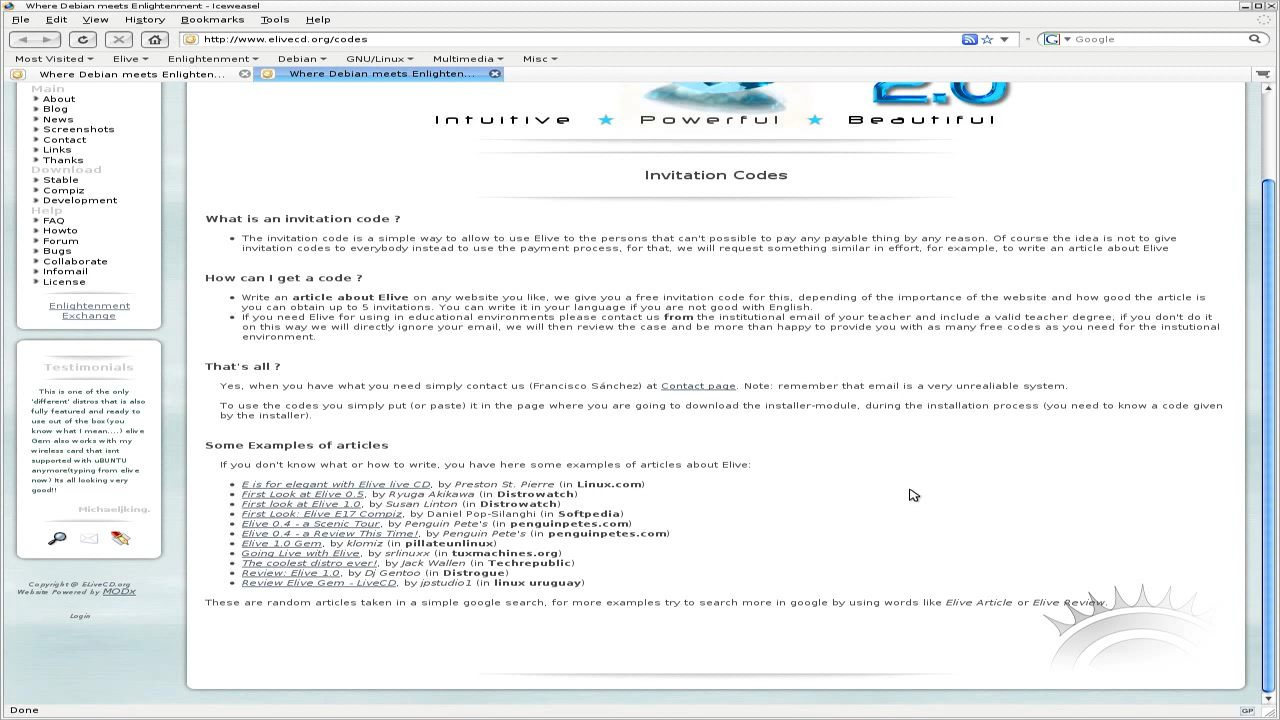 Where Debian meets Enlightenment - Iceweasel
File Edit View History Bookmarks Tools Help
http://www.elivecd.org/codes
Google
Most Visited Elive Enlightenment Debian GNU/Linux Multimedia Misc
Where Debian meets Enlighten... Where Debian meets Enlighten...
Main
About
Blog
News
Screenshots
Contact
Links
Thanks
Download
Stable
Compiz
Development
Help
FAQ
Howto
Forum
Bugs
Collaborate
Infomail
License
Enlightenment
Exchange
Testimonials
This is one of the only
'different' distros that is also
fully featured and ready to
use out of the box(you
know what I mean....) elive
Gem also works with my
wireless card that isnt
supported with uBUNTU
anymore(typing from elive
now) Its all looking very
good!!
Michaeljking.
Copyright @ ELiveCD.org
Website Powered by MODx
Login
2.0
Intuitive ★ Powerful ★ Beautiful
Invitation Codes
What is an invitation code ?
The invitation code is a simple way to allow to use Elive to the persons that can't possible to pay any payable thing by any reason. Of course the idea is not to give
invitation codes to everybody instead to use the payment process, for that, we will request something similar in effort, for example, to write an article about Elive
How can I get a code ?
Write an article about Elive on any website you like, we give you a free invitation code for this, depending of the importance of the website and how good the article is
you can obtain up to 5 invitations. You can write it in your language if you are not good with English.
If you need Elive for using in educational environments please contact us from the institutional email of your teacher and include a valid teacher degree, if you don't do it
on this way we will directly ignore your email, we will then review the case and be more than happy to provide you with as many free codes as you need for the instutional
environment.
That's all ?
Yes, when you have what you need simply contact us (Francisco Sánchez) at Contact page. Note: remember that email is a very unrealiable system.
To use the codes you simply put (or paste) it in the page where you are going to download the installer-module, during the installation process (you need to know a code given
by the installer).
Some Examples of articles
If you don't know what or how to write, you have here some examples of articles about Elive:
E is for elegant with Elive live CD, by Preston St. Pierre (in Linux.com)
First Look at Elive 0.5, by Ryuga Akikawa (in Distrowatch)
First look at Elive 1.0, by Susan Linton (in Distrowatch)
First Look: Elive E17 Compiz, by Daniel Pop-Silanghi (in Softpedia)
Elive 0.4 - a Scenic Tour, by Penguin Pete's (in penguinpetes.com)
Elive 0.4 - a Review This Time!, by Penguin Pete's (in penguinpetes.com)
Elive 1.0 Gem, by klomiz (in pillateunlinux)
Going Live with Elive, by srlinuxx (in tuxmachines.org)
The coolest distro ever!, by Jack Wallen (in Techrepublic)
Review: Elive 1.0, by Dj Gentoo (in Distrogue)
Review Elive Gem - LiveCD, by jpstudio1 (in linux uruguay)
These are random articles taken in a simple google search, for more examples try to search more in google by using words like Elive Article or Elive Review.
Done
GP